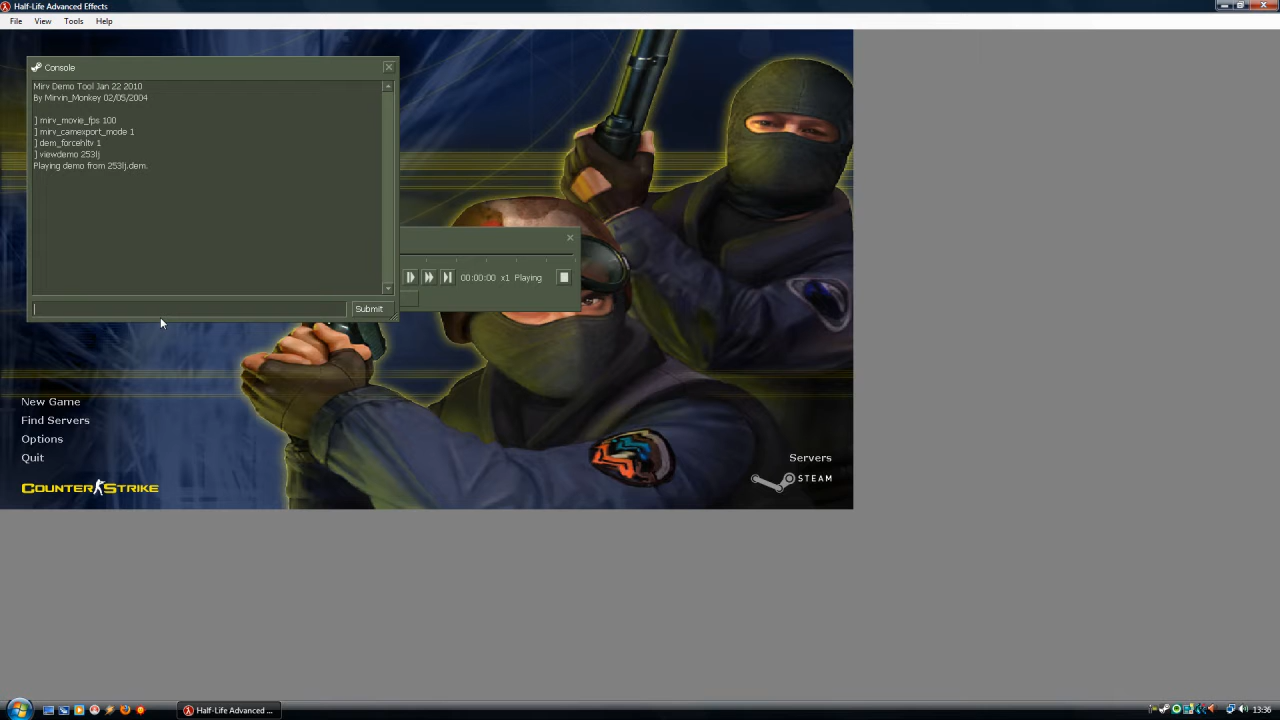 Half-Life Advanced Effects
File View Tools Help
Console
Mirv Demo Tool Jan 22 2010
By Mirvin_Monkey 02/05/2004
] mirv_movie_fps 100
] mirv_camexport_mode 1
] dem_forcehltv 1
] viewdemo 253lj
Playing demo from 253lj.dem.
00:00:00 x1 Playing
Submit
New Game
Find Servers
Options
Quit
COUNTER STRIKE
Servers
STEAM
Half-Life Advanced ...
13:36